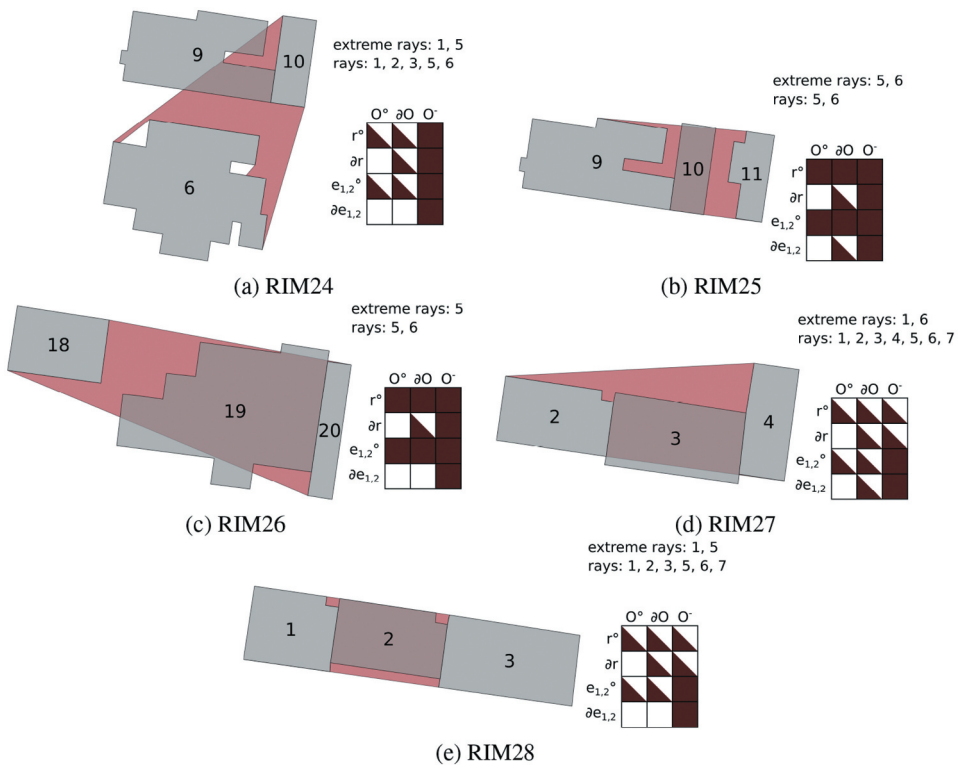 9
10
6
extreme rays: 1, 5
rays: 1, 2, 3, 5, 6
O° ∂O O⁻
r°
∂r
e₁,₂°
∂e₁,₂
(a) RIM24
extreme rays: 5, 6
rays: 5, 6
9
10
11
O° ∂O O⁻
r°
∂r
e₁,₂°
∂e₁,₂
(b) RIM25
18
19
20
extreme rays: 5
rays: 5, 6
O° ∂O O⁻
r°
∂r
e₁,₂°
∂e₁,₂
(c) RIM26
extreme rays: 1, 6
rays: 1, 2, 3, 4, 5, 6, 7
2
3
4
O° ∂O O⁻
r°
∂r
e₁,₂°
∂e₁,₂
(d) RIM27
extreme rays: 1, 5
rays: 1, 2, 3, 5, 6, 7
1
2
3
O° ∂O O⁻
r°
∂r
e₁,₂°
∂e₁,₂
(e) RIM28